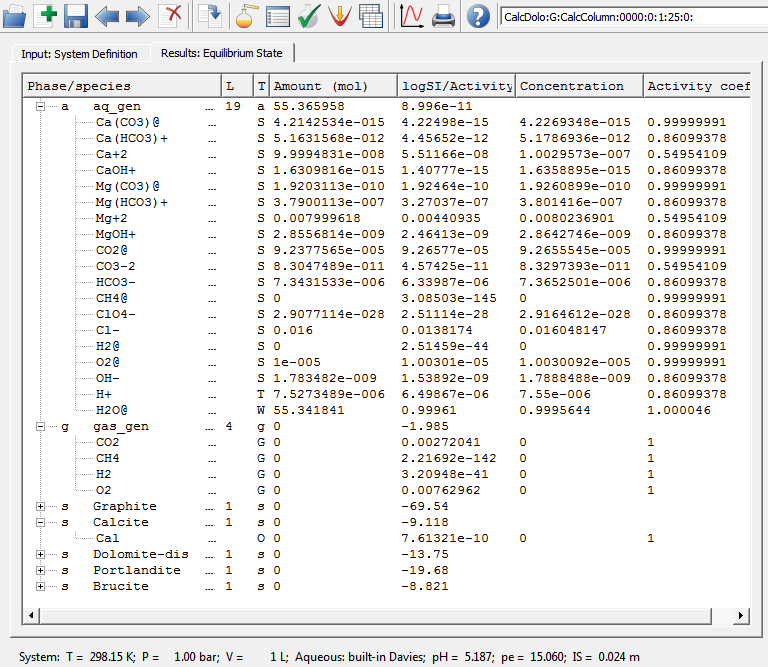 CalcDolo:G:CalcColumn:0000:0:1:25:0:
Input: System Definition Results: Equilibrium State
Phase/species L T Amount (mol) logSI/Activity Concentration Activity coef
a aq_gen ... 19 a 55.365958 8.996e-11
Ca(CO3)@ ... S 4.2142534e-015 4.22498e-15 4.2269348e-015 0.99999991
Ca(HCO3)+ ... S 5.1631568e-012 4.45652e-12 5.1786936e-012 0.86099378
Ca+2 ... S 9.9994831e-008 5.51166e-08 1.0029573e-007 0.54954109
CaOH+ ... S 1.6309816e-015 1.40777e-15 1.6358895e-015 0.86099378
Mg(CO3)@ ... S 1.9203113e-010 1.92464e-10 1.9260899e-010 0.99999991
Mg(HCO3)+ ... S 3.7900113e-007 3.27037e-07 3.801416e-007 0.86099378
Mg+2 ... S 0.007999618 0.00440935 0.0080236901 0.54954109
MgOH+ ... S 2.8556814e-009 2.46413e-09 2.8642746e-009 0.86099378
CO2@ ... S 9.2377565e-005 9.26577e-05 9.2655545e-005 0.99999991
CO3-2 ... S 8.3047489e-011 4.57425e-11 8.3297393e-011 0.54954109
HCO3- ... S 7.3431533e-006 6.33987e-06 7.3652501e-006 0.86099378
CH4@ ... S 0 3.08503e-145 0 0.99999991
ClO4- ... S 2.9077114e-028 2.51114e-28 2.9164612e-028 0.86099378
Cl- ... S 0.016 0.0138174 0.016048147 0.86099378
H2@ ... S 0 2.51459e-44 0 0.99999991
O2@ ... S 1e-005 1.00301e-05 1.0030092e-005 0.99999991
OH- ... S 1.783482e-009 1.53892e-09 1.7888488e-009 0.86099378
H+ ... T 7.5273489e-006 6.49867e-06 7.55e-006 0.86099378
H2O@ ... W 55.341841 0.99961 0.9995644 1.000046
g gas_gen ... 4 g 0 -1.985
CO2 ... G 0 0.00272041 0 1
CH4 ... G 0 2.21692e-142 0 1
H2 ... G 0 3.20948e-41 0 1
O2 ... G 0 0.00762962 0 1
s Graphite ... 1 s 0 -69.54
s Calcite ... 1 s 0 -9.118
Cal ... O 0 7.61321e-10 0 1
s Dolomite-dis ... 1 s 0 -13.75
s Portlandite ... 1 s 0 -19.68
s Brucite ... 1 s 0 -8.821
System: T = 298.15 K; P = 1.00 bar; V = 1 L; Aqueous: built-in Davies; pH = 5.187; pe = 15.060; IS = 0.024 m